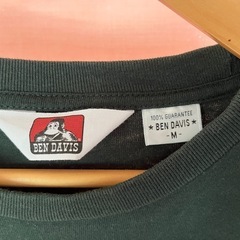 BEN DAVIS
100% GUARANTEE
★ BEN DAVIS ★
- M -